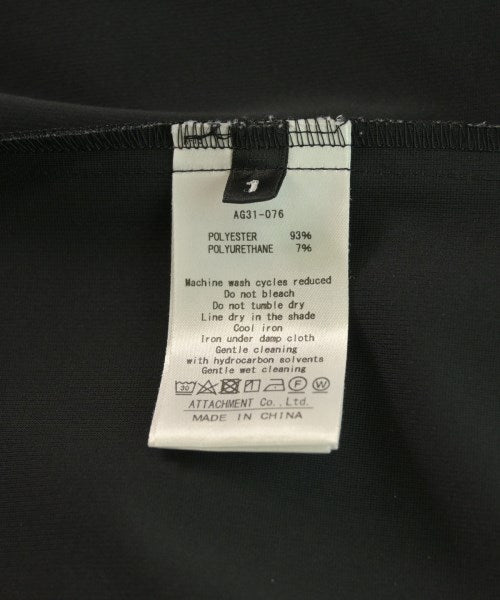 1
AG31-076
POLYESTER 93%
POLYURETHANE 7%
Machine wash cycles reduced
Do not bleach
Do not tumble dry
Line dry in the shade
Cool iron
Iron under damp cloth
Gentle cleaning
with hydrocarbon solvents
Gentle wet cleaning
30 F W
ATTACHMENT Co.,Ltd.
MADE IN CHINA